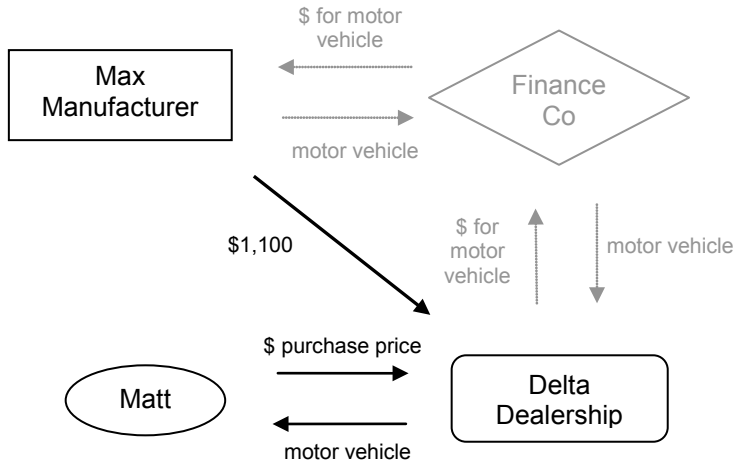 $ for motor
vehicle
Max
Manufacturer
Finance
Co
motor vehicle
$1,100
$ for
motor
vehicle
motor vehicle
$ purchase price
Matt
Delta
Dealership
motor vehicle